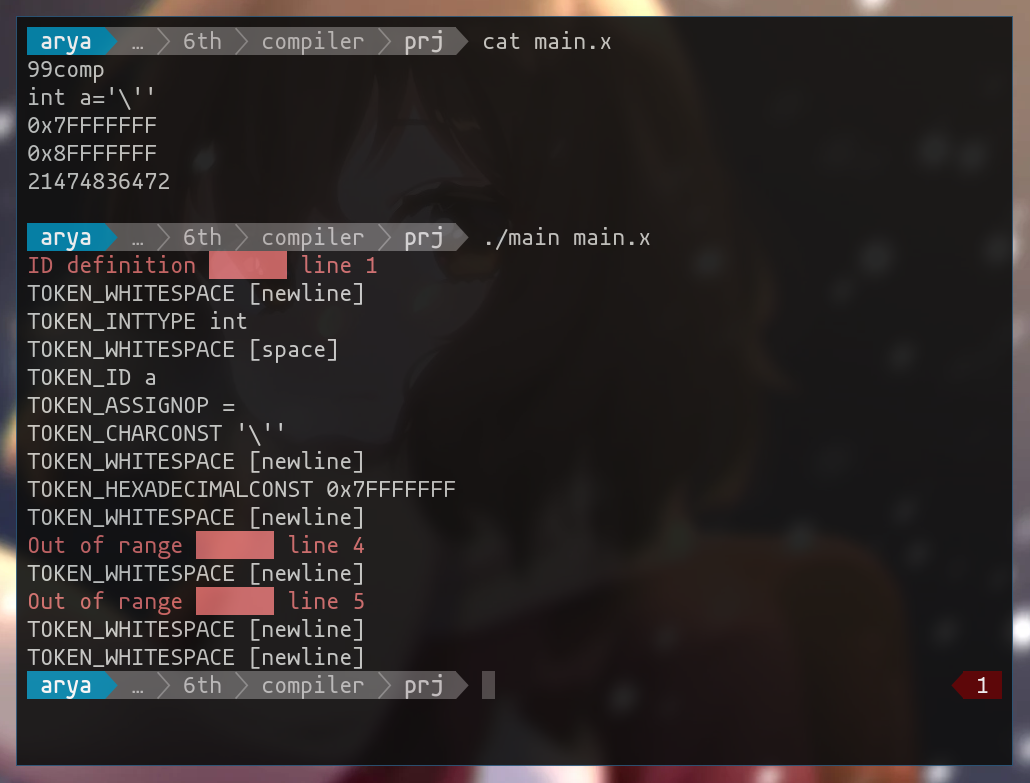 arya … 6th compiler prj cat main.x
99comp
int a='\''
0x7FFFFFFF
0x8FFFFFFF
21474836472
arya … 6th compiler prj ./main main.x
ID definition line 1
TOKEN_WHITESPACE [newline]
TOKEN_INTTYPE int
TOKEN_WHITESPACE [space]
TOKEN_ID a
TOKEN_ASSIGNOP =
TOKEN_CHARCONST '\''
TOKEN_WHITESPACE [newline]
TOKEN_HEXADECIMALCONST 0x7FFFFFFF
TOKEN_WHITESPACE [newline]
Out of range line 4
TOKEN_WHITESPACE [newline]
Out of range line 5
TOKEN_WHITESPACE [newline]
TOKEN_WHITESPACE [newline]
arya … 6th compiler prj 1